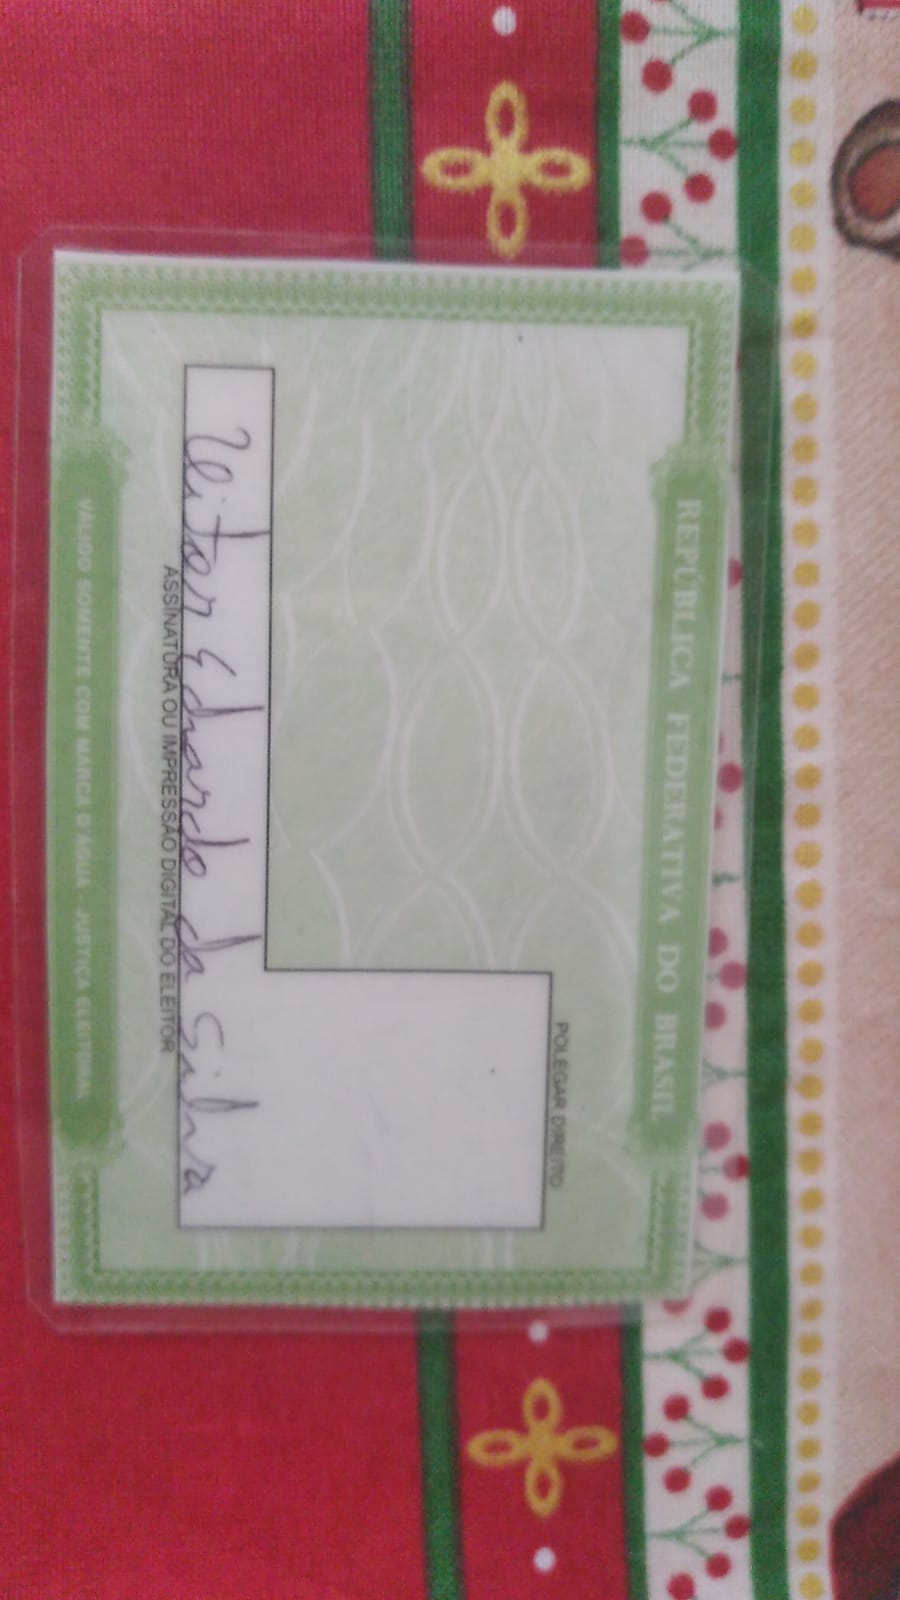 REPÚBLICA FEDERATIVA DO BRASIL
POLEGAR DIREITO
Vitor Eduardo da Silva
ASSINATURA OU IMPRESSÃO DIGITAL DO ELEITOR
VÁLIDO SOMENTE COM MARCA D'ÁGUA - JUSTIÇA ELEITORAL